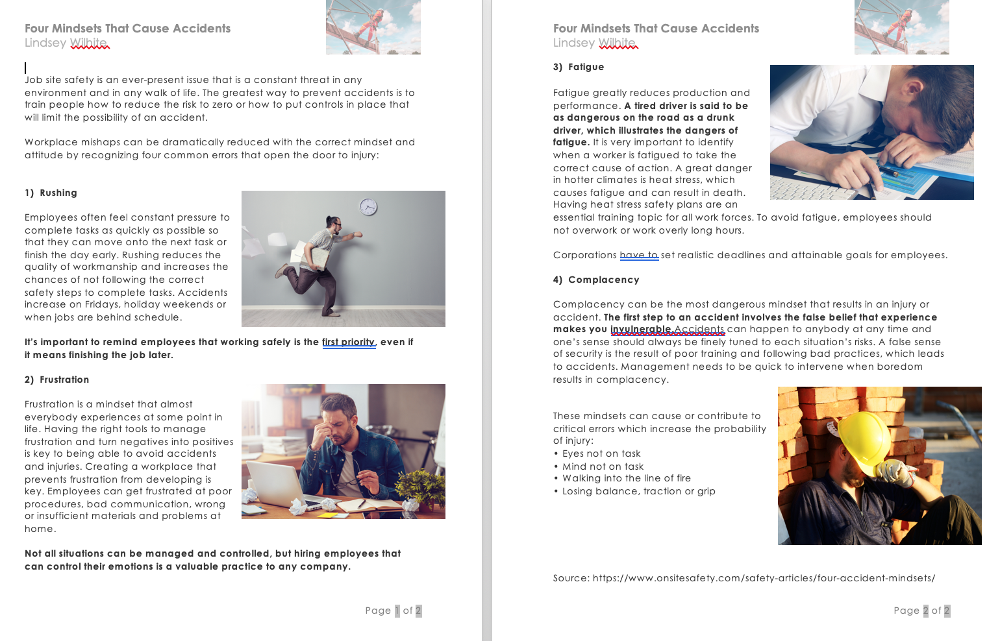 Four Mindsets That Cause Accidents
Lindsey Wilhite
Job site safety is an ever-present issue that is a constant threat in any
environment and in any walk of life. The greatest way to prevent accidents is to
train people how to reduce the risk to zero or how to put controls in place that
will limit the possibility of an accident.
Workplace mishaps can be dramatically reduced with the correct mindset and
attitude by recognizing four common errors that open the door to injury:
1) Rushing
Employees often feel constant pressure to
complete tasks as quickly as possible so
that they can move onto the next task or
finish the day early. Rushing reduces the
quality of workmanship and increases the
chances of not following the correct
safety steps to complete tasks. Accidents
increase on Fridays, holiday weekends or
when jobs are behind schedule.
It's important to remind employees that working safely is the first priority, even if
it means finishing the job later.
2) Frustration
Frustration is a mindset that almost
everybody experiences at some point in
life. Having the right tools to manage
frustration and turn negatives into positives
is key to being able to avoid accidents
and injuries. Creating a workplace that
prevents frustration from developing is
key. Employees can get frustrated at poor
procedures, bad communication, wrong
or insufficient materials and problems at
home.
Not all situations can be managed and controlled, but hiring employees that
can control their emotions is a valuable practice to any company.
Page 1 of 2
Four Mindsets That Cause Accidents
Lindsey Wilhite
3) Fatigue
Fatigue greatly reduces production and
performance. A tired driver is said to be
as dangerous on the road as a drunk
driver, which illustrates the dangers of
fatigue. It is very important to identify
when a worker is fatigued to take the
correct cause of action. A great danger
in hotter climates is heat stress, which
causes fatigue and can result in death.
Having heat stress safety plans are an
essential training topic for all work forces. To avoid fatigue, employees should
not overwork or work overly long hours.
Corporations have to set realistic deadlines and attainable goals for employees.
4) Complacency
Complacency can be the most dangerous mindset that results in an injury or
accident. The first step to an accident involves the false belief that experience
makes you invulnerable.Accidents can happen to anybody at any time and
one's sense should always be finely tuned to each situation's risks. A false sense
of security is the result of poor training and following bad practices, which leads
to accidents. Management needs to be quick to intervene when boredom
results in complacency.
These mindsets can cause or contribute to
critical errors which increase the probability
of injury:
• Eyes not on task
• Mind not on task
• Walking into the line of fire
• Losing balance, traction or grip
Source: https://www.onsitesafety.com/safety-articles/four-accident-mindsets/
Page 2 of 2